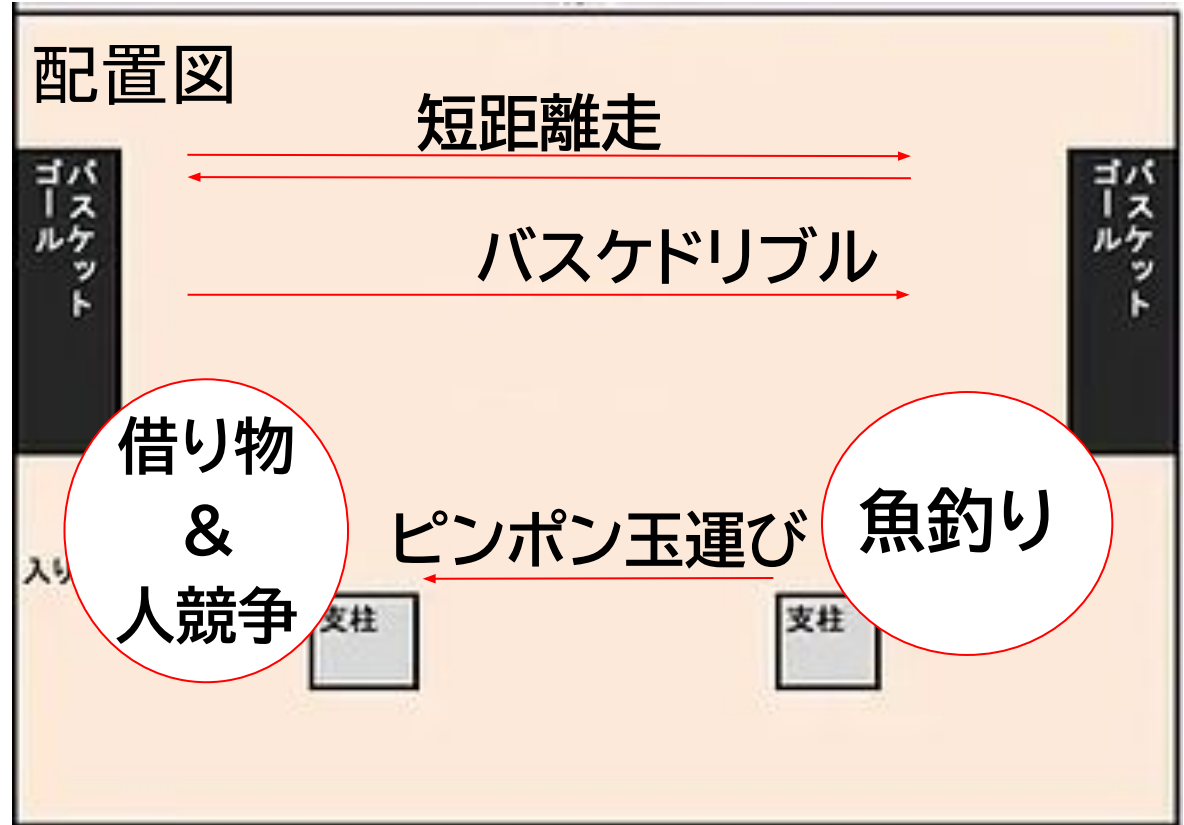 配置図
短距離走
バスケット
ゴール
バスケット
ゴール
バスケドリブル
借り物
&
人競争
魚釣り
ピンポン玉運び
入り
支柱
支柱